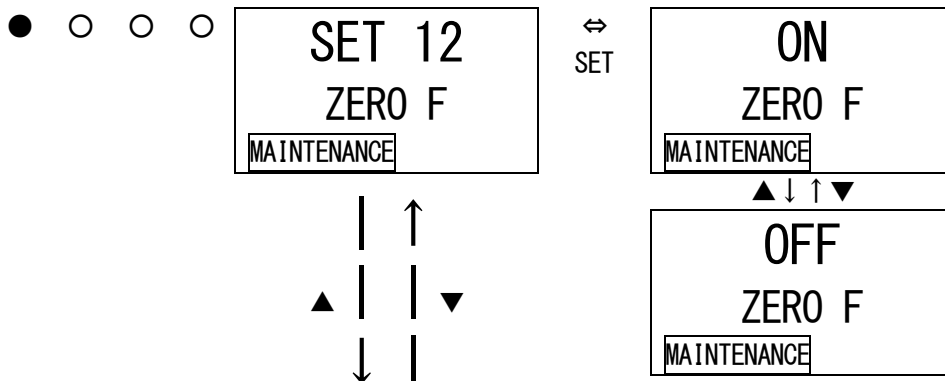 ● ○ ○ ○
SET 12
ZERO F
MAINTENANCE
⇔
SET
ON
ZERO F
MAINTENANCE
▲↓↑▼
OFF
ZERO F
MAINTENANCE
↑
▲ ▼
↓